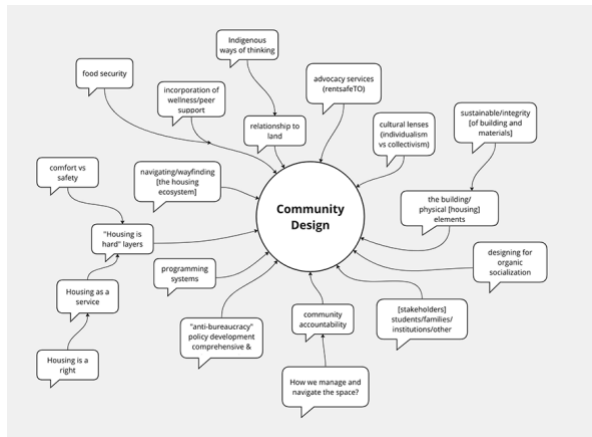 Indigenous
ways of thinking
food security
advocacy services
(rentsafeTO)
incorporation of
wellness/peer
support
sustainable/integrity
[of building and
materials]
relationship to
land
cultural lenses
(individualism
vs collectivism)
comfort vs
safety
navigating/wayfinding
[the housing
ecosystem]
Community
Design
the building/
physical [housing]
elements
"Housing is
hard" layers
designing for
organic
socialization
programming
systems
Housing as a
service
[stakeholders]
students/families/
institutions/other
"anti-bureaucracy"
policy development
comprehensive &
community
accountability
Housing is a
right
How we manage and
navigate the space?